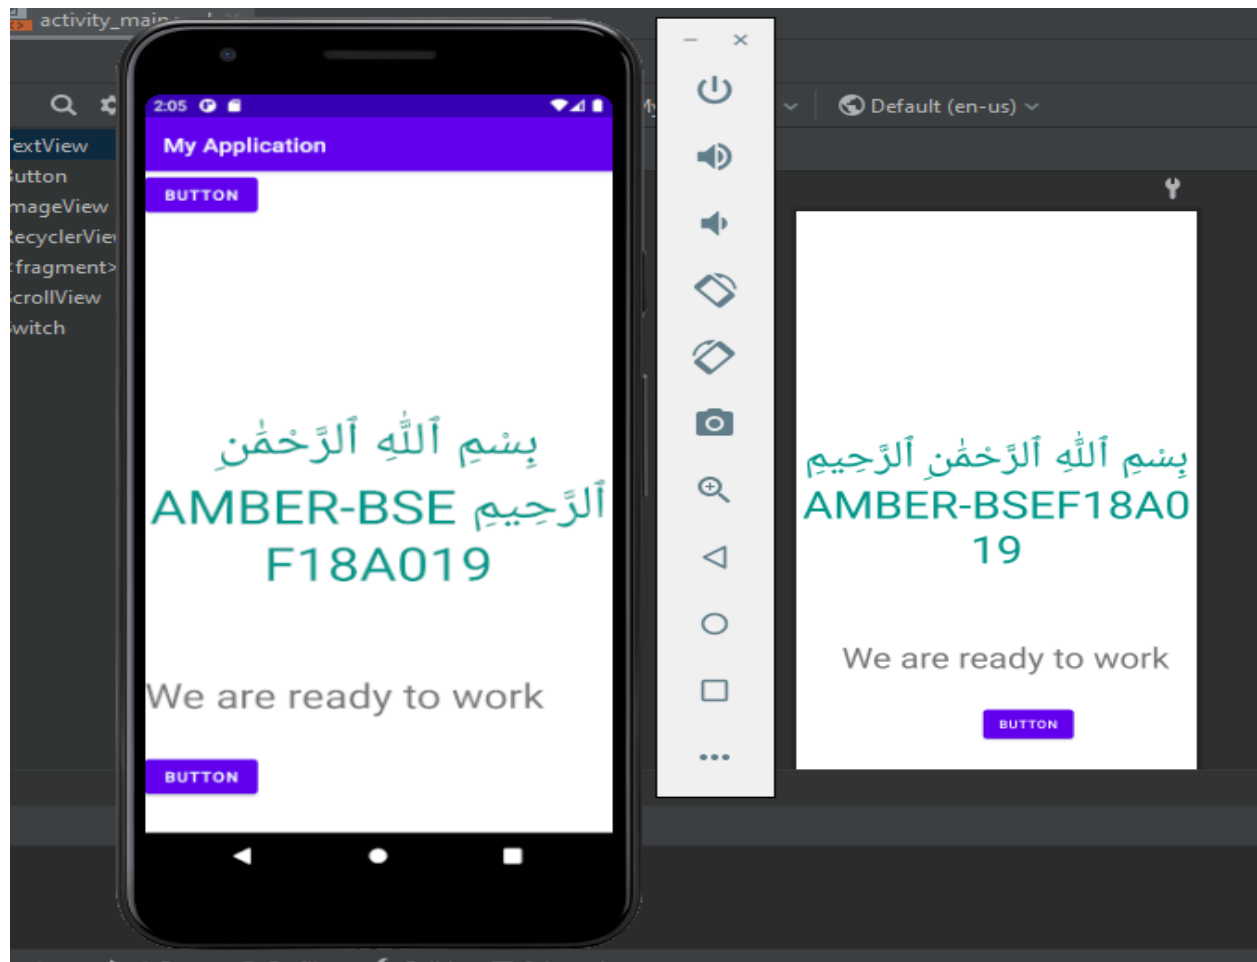 activity_main
Default (en-us)
TextView
Button
ImageView
RecyclerView
<fragment>
ScrollView
Switch
2:05
My Application
BUTTON
بِسْمِ ٱللَّٰهِ ٱلرَّحْمَٰنِ
ٱلرَّحِيمِ AMBER-BSE
F18A019
We are ready to work
BUTTON
بِسْمِ ٱللَّٰهِ ٱلرَّحْمَٰنِ ٱلرَّحِيمِ
AMBER-BSEF18A0
19
We are ready to work
BUTTON